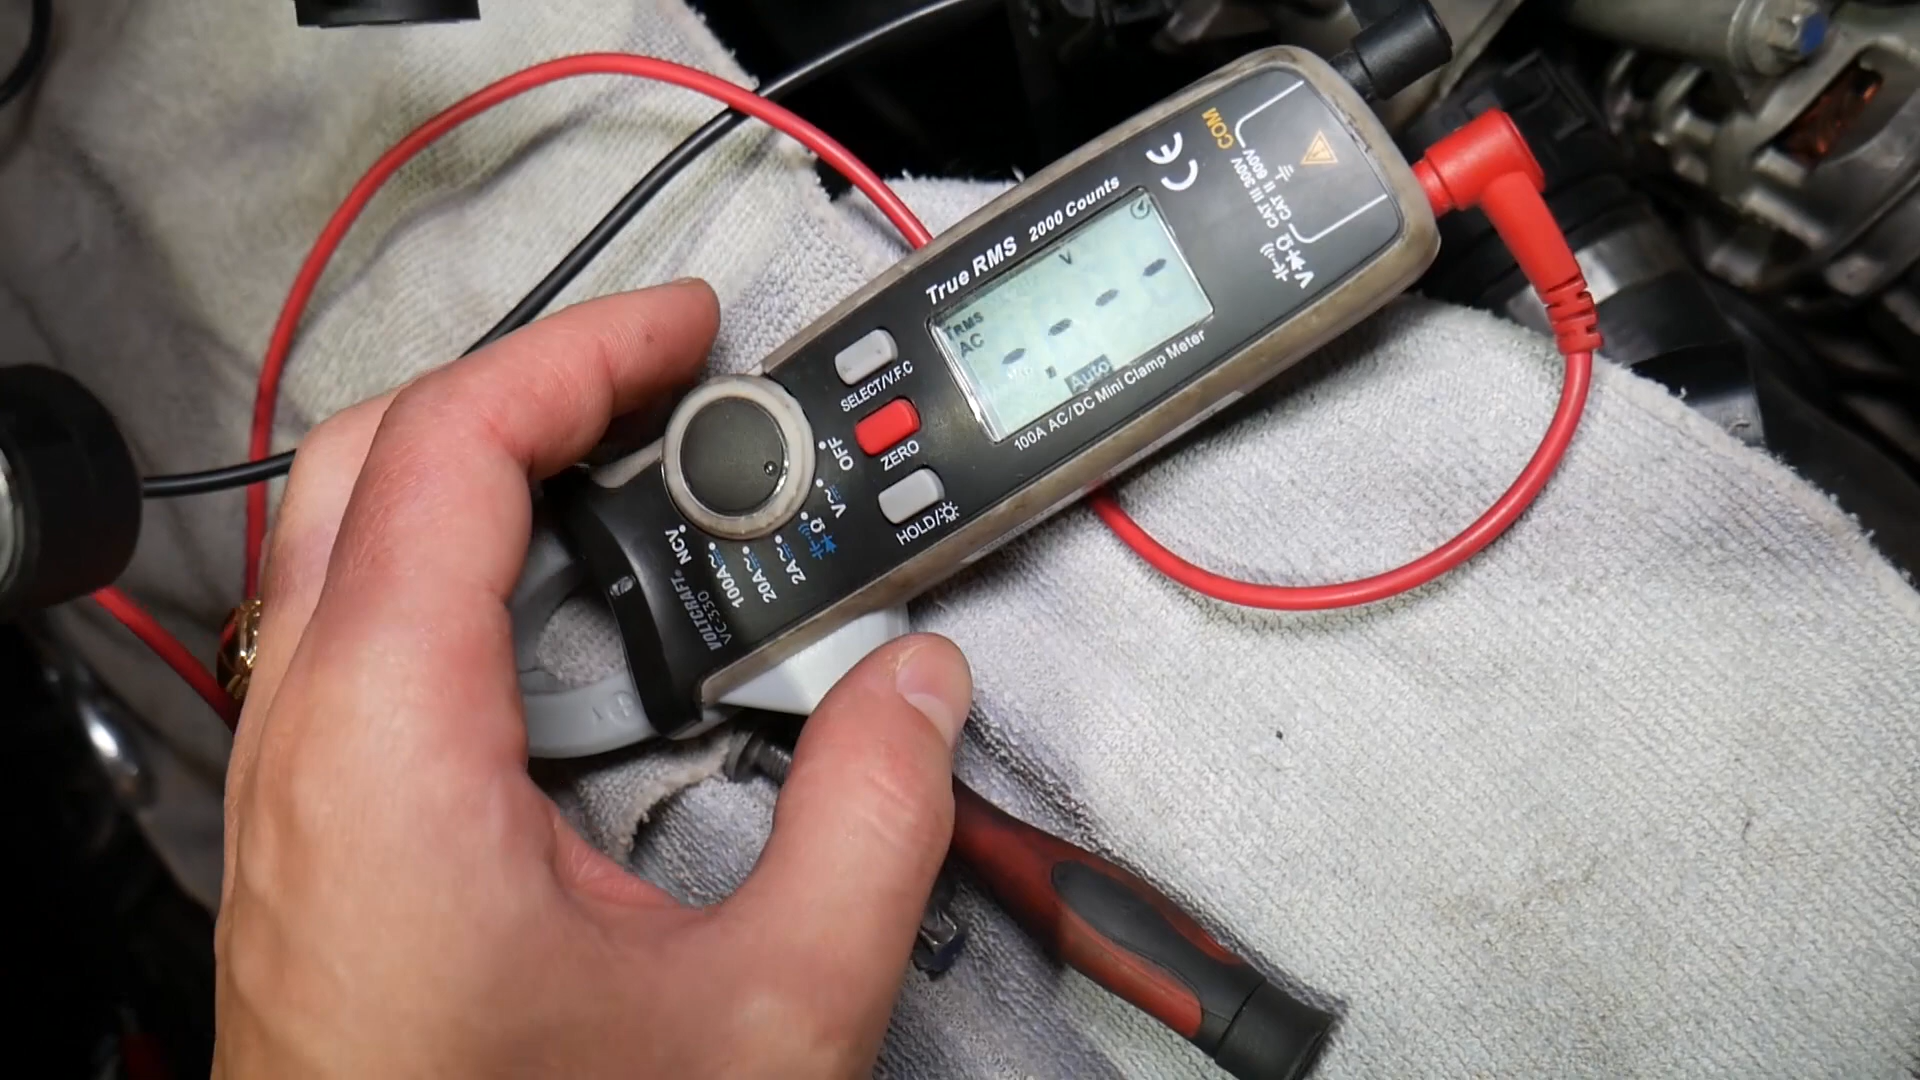 COM
CAT III 300V
CAT II 600V
V Ω
CE
True RMS 2000 Counts
V
TRMS
AC
- - - -
Auto
100A AC/DC Mini Clamp Meter
SELECT/V.F.C
ZERO
HOLD/
OFF
V
Ω
2A
20A
100A
NCV
VOLTCRAFT®
VC-330